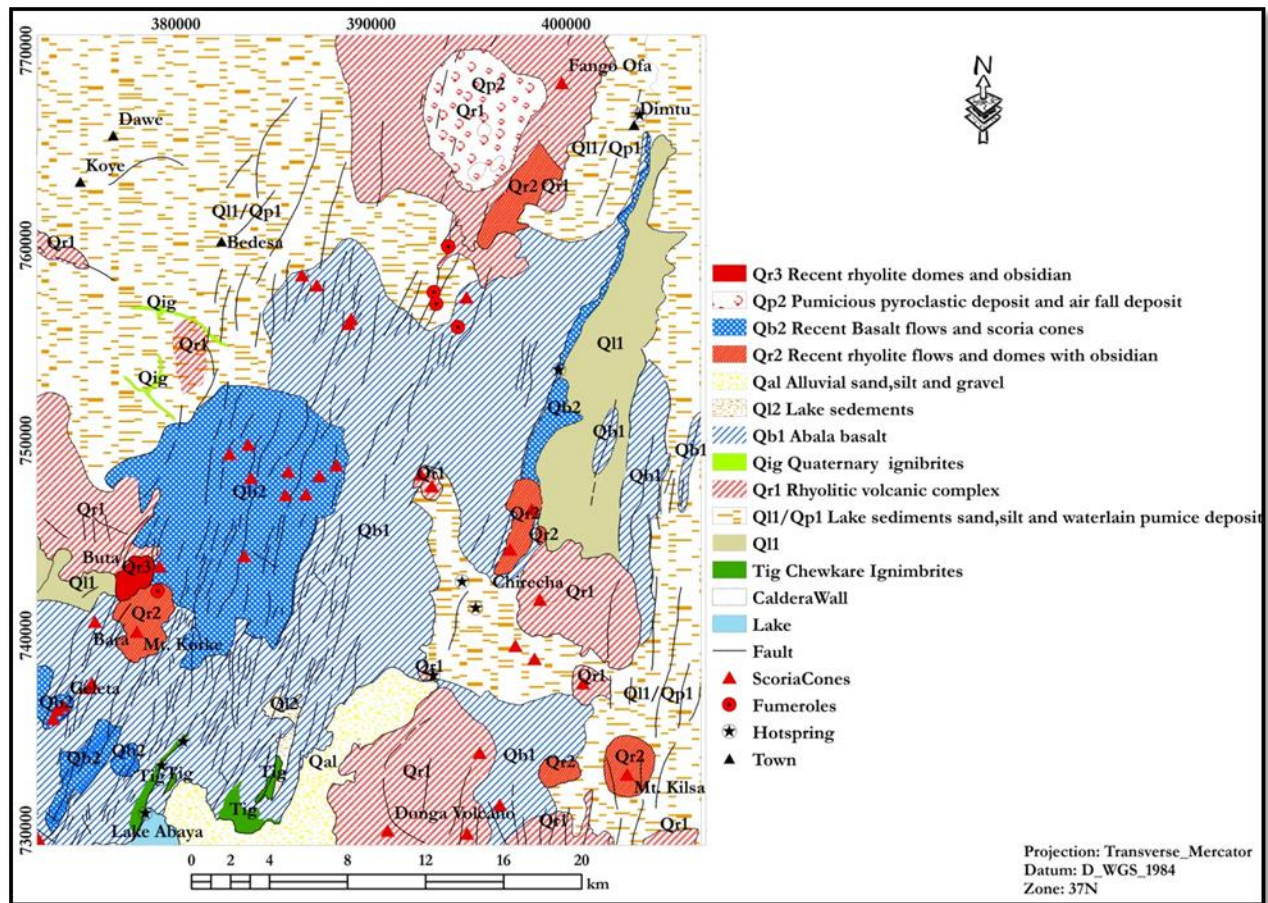 380000 390000 400000
770000
760000
750000
740000
730000
N
Fango Ofa
Qp2
Qr1
Dimtu
Dawe
Ql1/Qp1
Koye
Qr2 Qr1
Ql1/Qp1
Bedesa
Qr1
Qig
Qr1
Ql1
Qig
Qb2
Qb1
Qb1
Qb1
Qr1
Qb2
Qr1
Qr2
Qb1
Qr2
Buta
Qr3
Ql1
Chirecha
Qr1
Qr2
Bara
Mt. Korke
Qr1
Qr1
Geleta
Qb2
Ql1/Qp1
Ql2
Qb2
Qb2
Qal
Qb1
Qr2
Tig
Tig
Tig
Qr1
Qr2
Mt. Kilsa
Tig
Donga Volcano
Lake Abaya
Qr1
Qr1
0 2 4 8 12 16 20
km
Qr3 Recent rhyolite domes and obsidian
Qp2 Pumicious pyroclastic deposit and air fall deposit
Qb2 Recent Basalt flows and scoria cones
Qr2 Recent rhyolite flows and domes with obsidian
Qal Alluvial sand,silt and gravel
Ql2 Lake sedements
Qb1 Abala basalt
Qig Quaternary ignibrites
Qr1 Rhyolitic volcanic complex
Ql1/Qp1 Lake sediments sand,silt and waterlain pumice deposit
Ql1
Tig Chewkare Ignimbrites
CalderaWall
Lake
Fault
ScoriaCones
Fumeroles
Hotspring
Town
Projection: Transverse_Mercator
Datum: D_WGS_1984
Zone: 37N